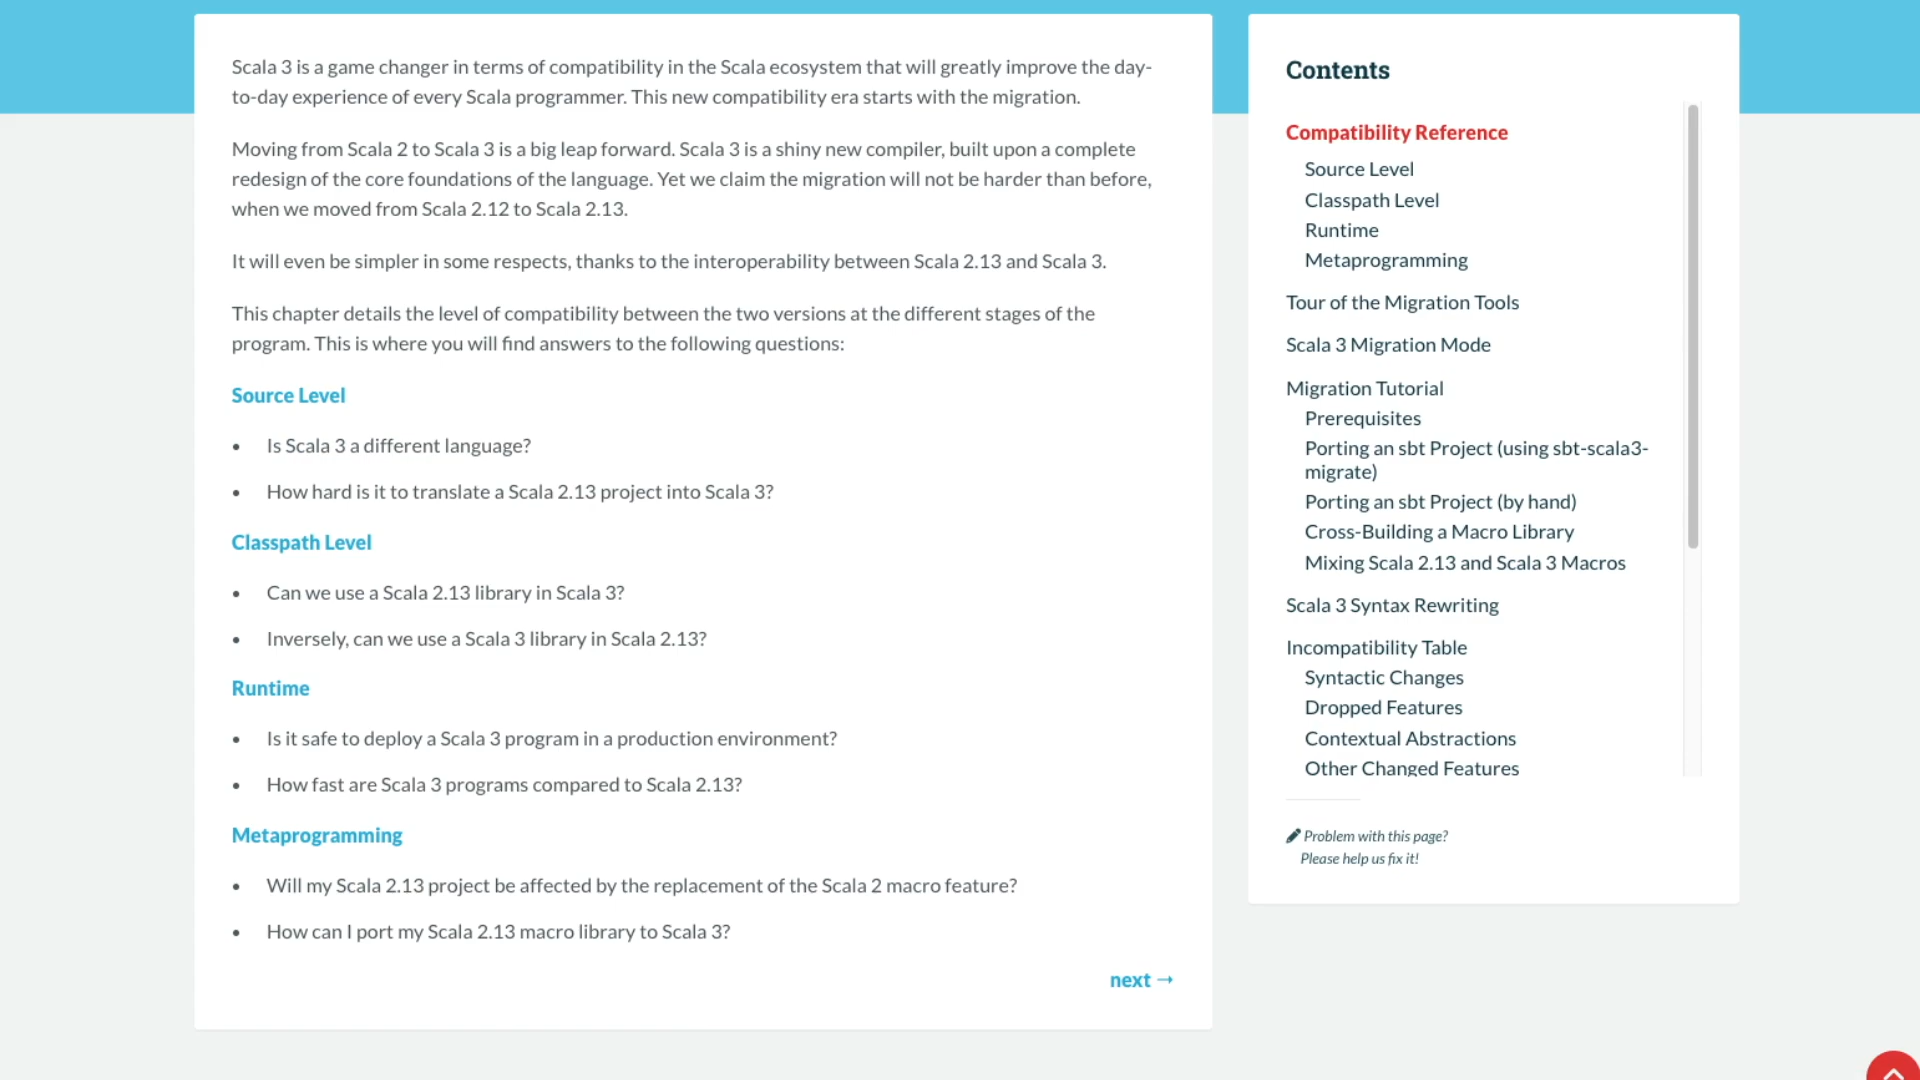 Scala 3 is a game changer in terms of compatibility in the Scala ecosystem that will greatly improve the day-
to-day experience of every Scala programmer. This new compatibility era starts with the migration.
Moving from Scala 2 to Scala 3 is a big leap forward. Scala 3 is a shiny new compiler, built upon a complete
redesign of the core foundations of the language. Yet we claim the migration will not be harder than before,
when we moved from Scala 2.12 to Scala 2.13.
It will even be simpler in some respects, thanks to the interoperability between Scala 2.13 and Scala 3.
This chapter details the level of compatibility between the two versions at the different stages of the
program. This is where you will find answers to the following questions:
Source Level
• Is Scala 3 a different language?
• How hard is it to translate a Scala 2.13 project into Scala 3?
Classpath Level
• Can we use a Scala 2.13 library in Scala 3?
• Inversely, can we use a Scala 3 library in Scala 2.13?
Runtime
• Is it safe to deploy a Scala 3 program in a production environment?
• How fast are Scala 3 programs compared to Scala 2.13?
Metaprogramming
• Will my Scala 2.13 project be affected by the replacement of the Scala 2 macro feature?
• How can I port my Scala 2.13 macro library to Scala 3?
next →
Contents
Compatibility Reference
Source Level
Classpath Level
Runtime
Metaprogramming
Tour of the Migration Tools
Scala 3 Migration Mode
Migration Tutorial
Prerequisites
Porting an sbt Project (using sbt-scala3-
migrate)
Porting an sbt Project (by hand)
Cross-Building a Macro Library
Mixing Scala 2.13 and Scala 3 Macros
Scala 3 Syntax Rewriting
Incompatibility Table
Syntactic Changes
Dropped Features
Contextual Abstractions
Other Changed Features
Problem with this page?
Please help us fix it!